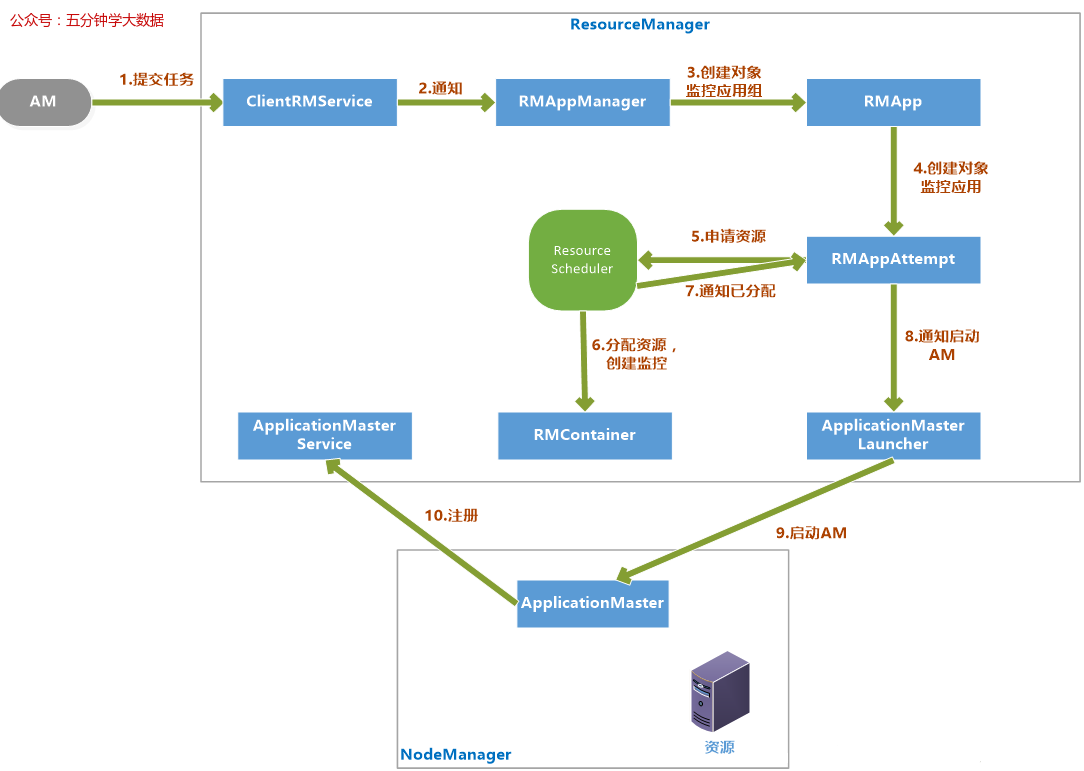 公众号：五分钟学大数据
ResourceManager
AM
1.提交任务
ClientRMService
2.通知
RMAppManager
3.创建对象
监控应用组
RMApp
4.创建对象
监控应用
Resource
Scheduler
5.申请资源
7.通知已分配
RMAppAttempt
6.分配资源，
创建监控
8.通知启动
AM
ApplicationMaster
Service
RMContainer
ApplicationMaster
Launcher
10.注册
9.启动AM
ApplicationMaster
资源
NodeManager